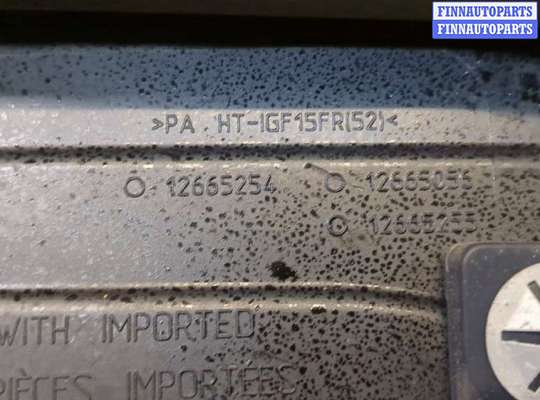 FINNAUTOPARTS
FINNAUTOPARTS
>PA . HT-IGF15FR(52)<
12665254 12665056
12665255
WITH IMPORTED
PIÈCES IMPORTÉES